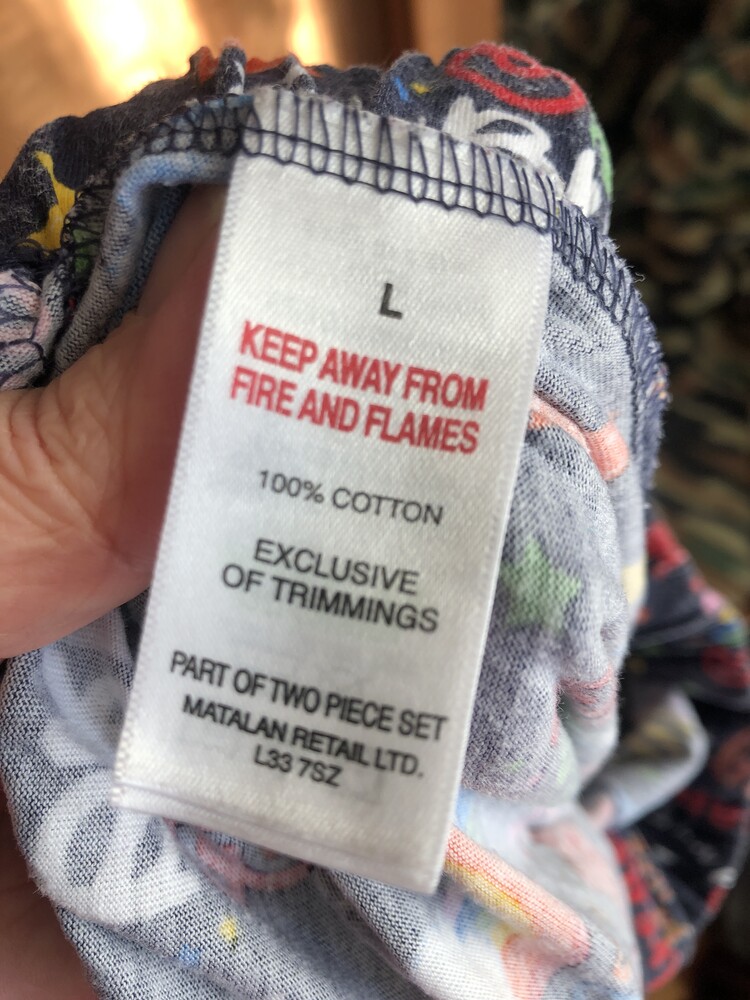 L
KEEP AWAY FROM
FIRE AND FLAMES
100% COTTON
EXCLUSIVE
OF TRIMMINGS
PART OF TWO PIECE SET
MATALAN RETAIL LTD.
L33 7SZ